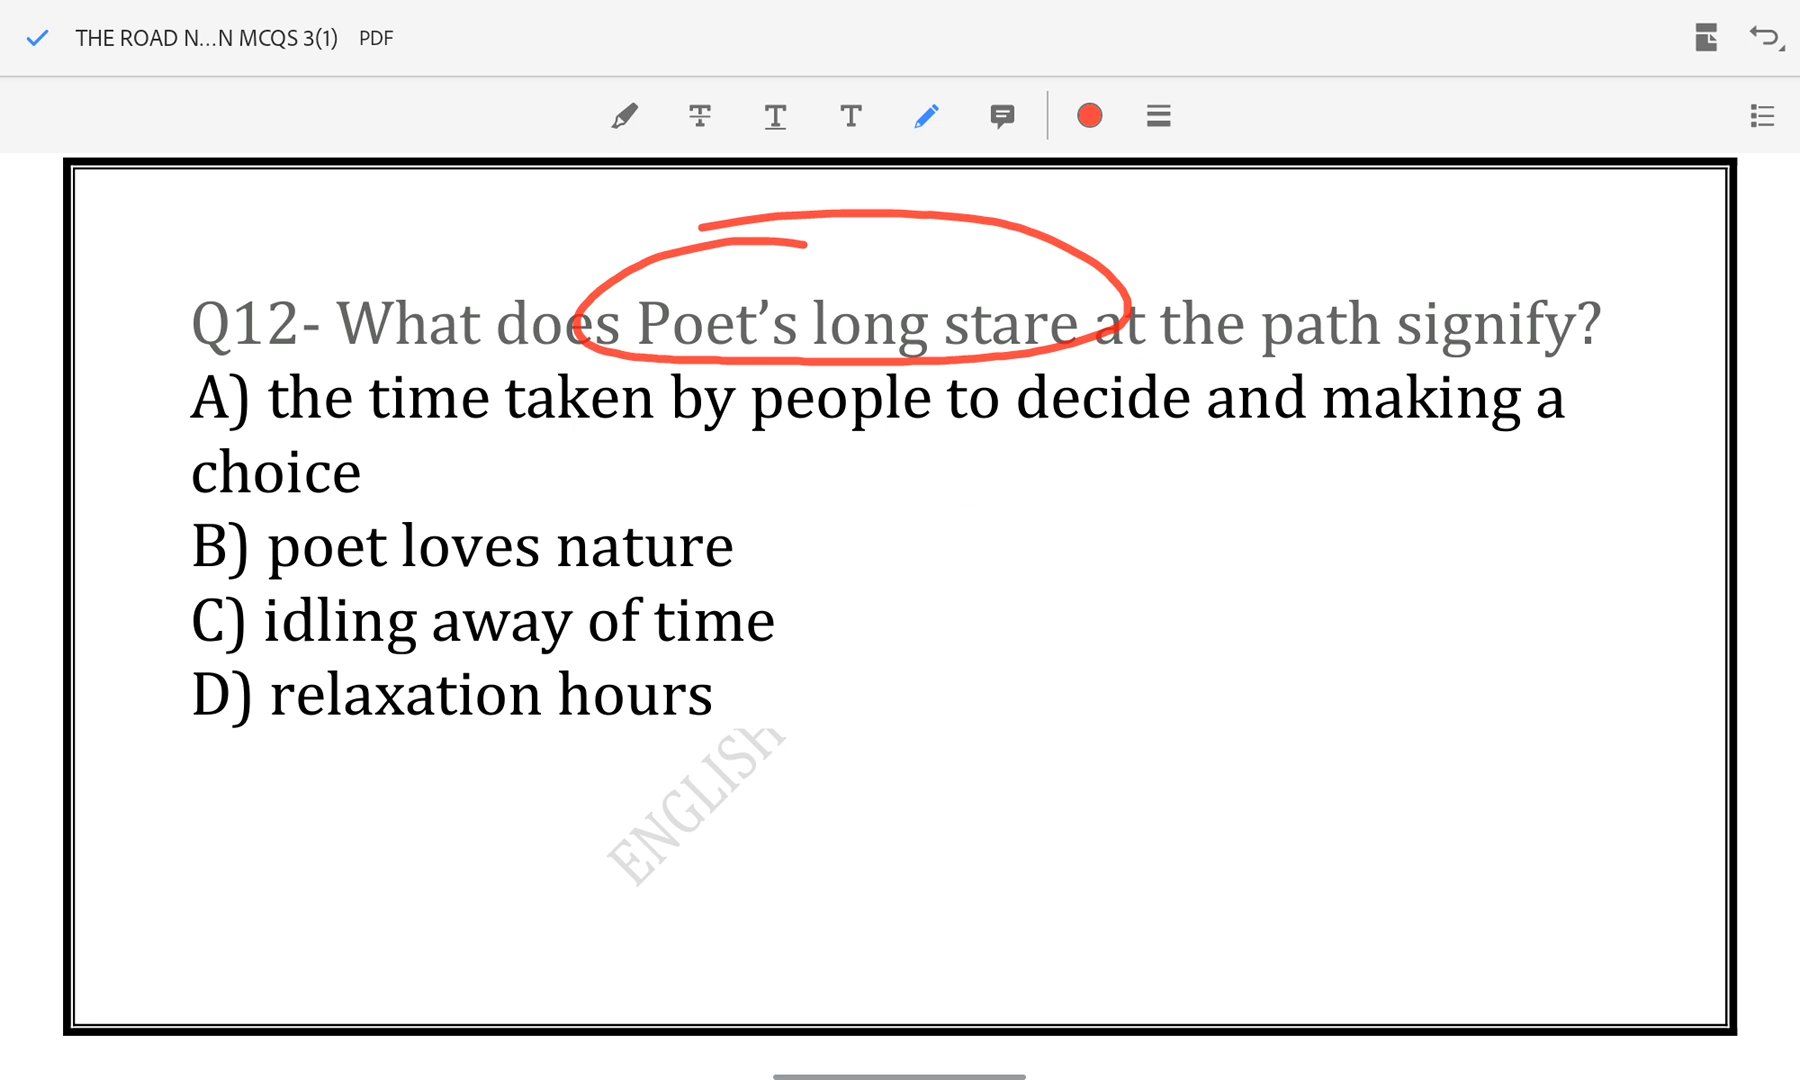 THE ROAD N...N MCQS 3(1) PDF
Q12- What does Poet’s long stare at the path signify?
A) the time taken by people to decide and making a
choice
B) poet loves nature
C) idling away of time
D) relaxation hours
ENGLISH